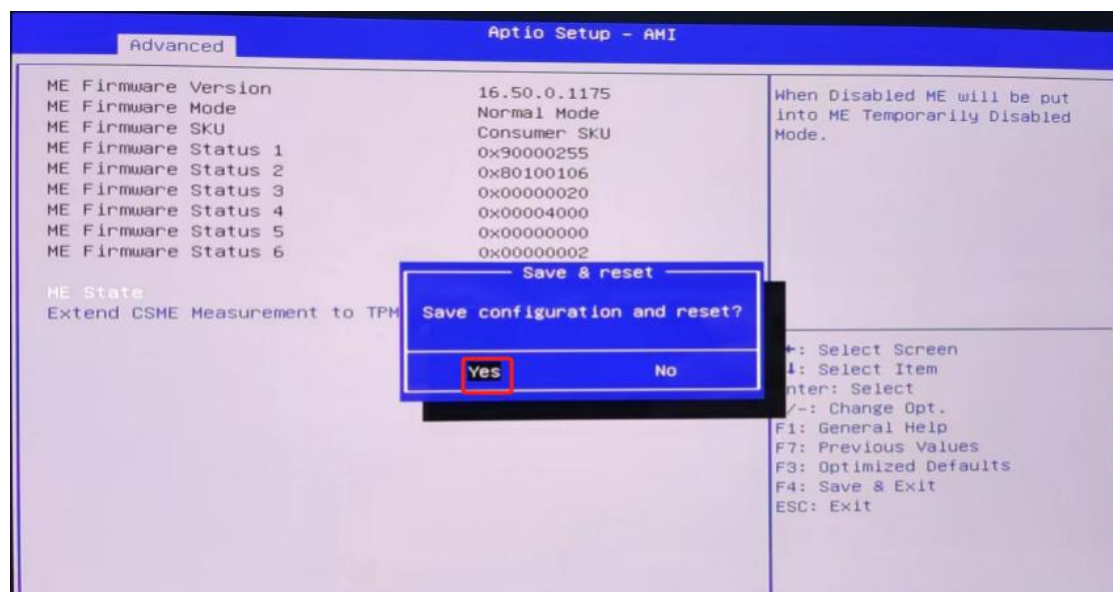 Aptio Setup - AMI
Advanced
ME Firmware Version 16.50.0.1175
ME Firmware Mode Normal Mode
ME Firmware SKU Consumer SKU
ME Firmware Status 1 0x90000255
ME Firmware Status 2 0x80100106
ME Firmware Status 3 0x00000020
ME Firmware Status 4 0x00004000
ME Firmware Status 5 0x00000000
ME Firmware Status 6 0x00000002
ME State
Extend CSME Measurement to TPM
Save & reset
Save configuration and reset?
Yes No
When Disabled ME will be put
into ME Temporarily Disabled
Mode.
: Select Screen
: Select Item
nter: Select
/-: Change Opt.
F1: General Help
F7: Previous Values
F3: Optimized Defaults
F4: Save & Exit
ESC: Exit